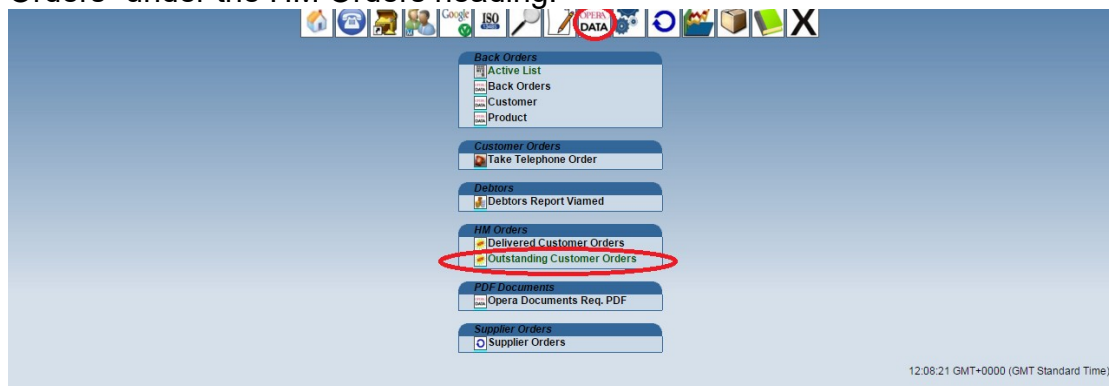 Orders" under the HM Orders heading.
Google ISO OPERA DATA X
Back Orders
Active List
Back Orders
Customer
Product
Customer Orders
Take Telephone Order
Debtors
Debtors Report Viamed
HM Orders
Delivered Customer Orders
Outstanding Customer Orders
PDF Documents
Opera Documents Req. PDF
Supplier Orders
Supplier Orders
12:08:21 GMT+0000 (GMT Standard Time)